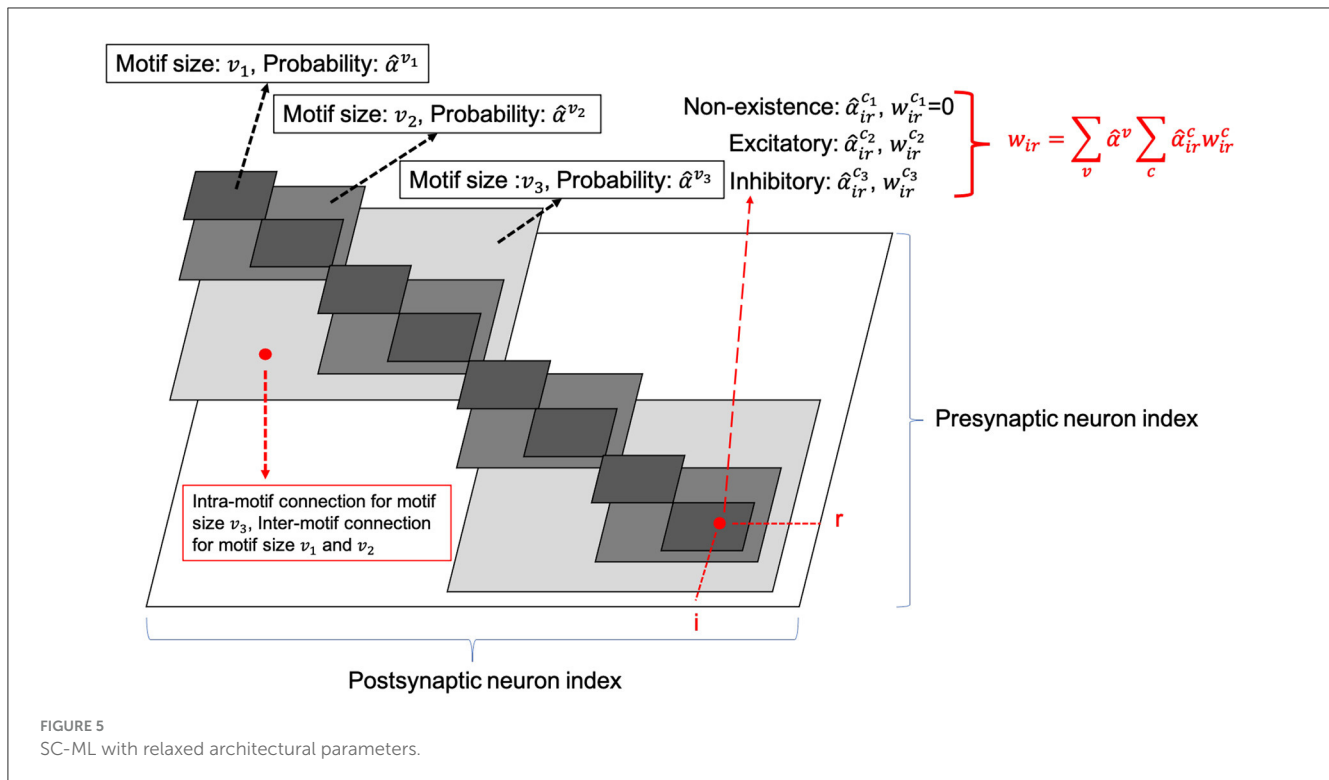 Motif size: v₁, Probability: α̂^{v₁}
Motif size: v₂, Probability: α̂^{v₂}
Motif size :v₃, Probability: α̂^{v₃}
Non-existence: α̂_{ir}^{c₁}, w_{ir}^{c₁}=0
Excitatory: α̂_{ir}^{c₂}, w_{ir}^{c₂}
Inhibitory: α̂_{ir}^{c₃}, w_{ir}^{c₃}
w_{ir} = ∑_v α̂^v ∑_c α̂_{ir}^c w_{ir}^c
Presynaptic neuron index
Intra-motif connection for motif
size v₃, Inter-motif connection
for motif size v₁ and v₂
r
i
Postsynaptic neuron index
FIGURE 5
SC-ML with relaxed architectural parameters.